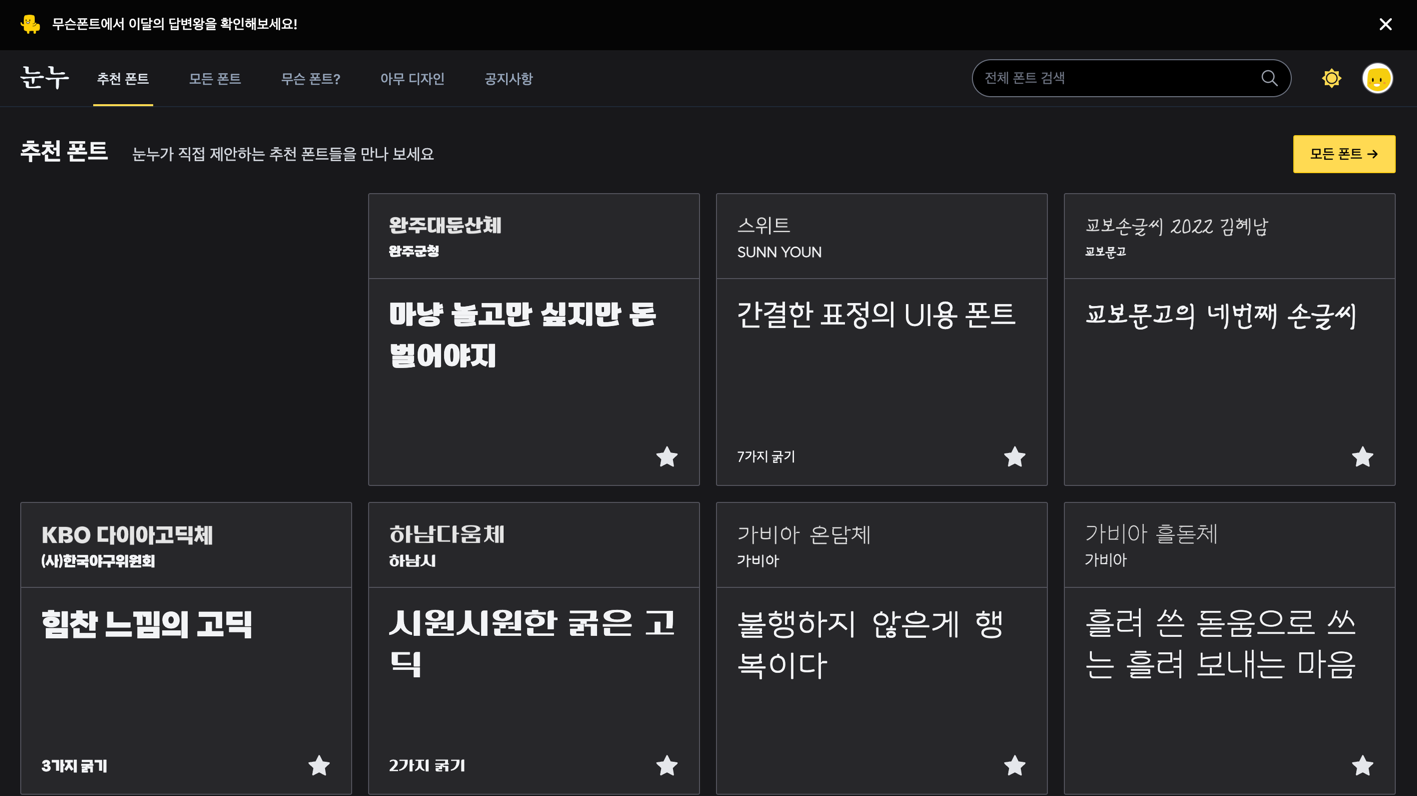 무슨폰트에서 이달의 답변왕을 확인해보세요!
눈누
추천 폰트
모든 폰트
무슨 폰트?
아무 디자인
공지사항
전체 폰트 검색
추천 폰트
눈누가 직접 제안하는 추천 폰트들을 만나 보세요
모든 폰트 →
완주대둔산체
완주군청
마냥 놀고만 싶지만 돈
벌어야지
스위트
SUNN YOUN
간결한 표정의 UI용 폰트
7가지 굵기
교보손글씨 2022 김혜남
교보문고
교보문고의 네번째 손글씨
KBO 다이아고딕체
(사)한국야구위원회
힘찬 느낌의 고딕
3가지 굵기
하남다움체
하남시
시원시원한 굵은 고
딕
2가지 굵기
가비아 온담체
가비아
불행하지 않은게 행
복이다
가비아 흘돋체
가비아
흘려 쓴 돋움으로 쓰
는 흘려 보내는 마음